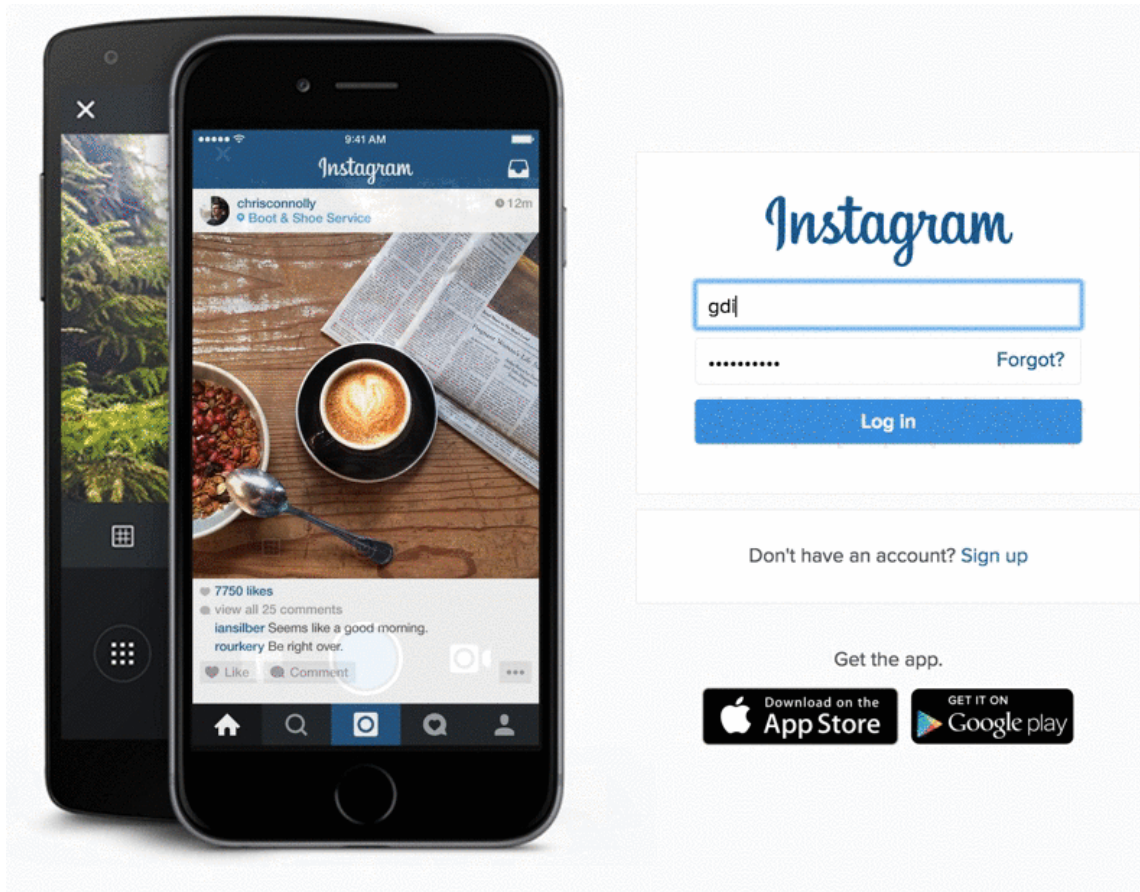 9:41 AM
Instagram
chrisconnolly
12m
Boot & Shoe Service
7750 likes
view all 25 comments
iansilber Seems like a good morning.
rourkery Be right over.
Like
Comment
Instagram
gdi
••••••••••
Forgot?
Log in
Don't have an account? Sign up
Get the app.
Download on the
App Store
GET IT ON
Google play